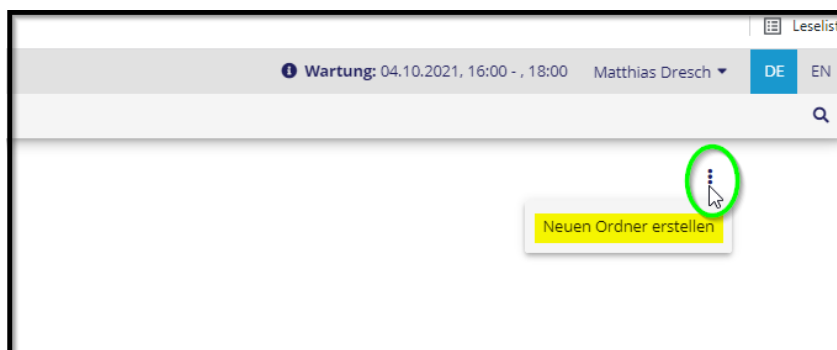 Leselist
Wartung: 04.10.2021, 16:00 - , 18:00 Matthias Dresch DE EN
Neuen Ordner erstellen